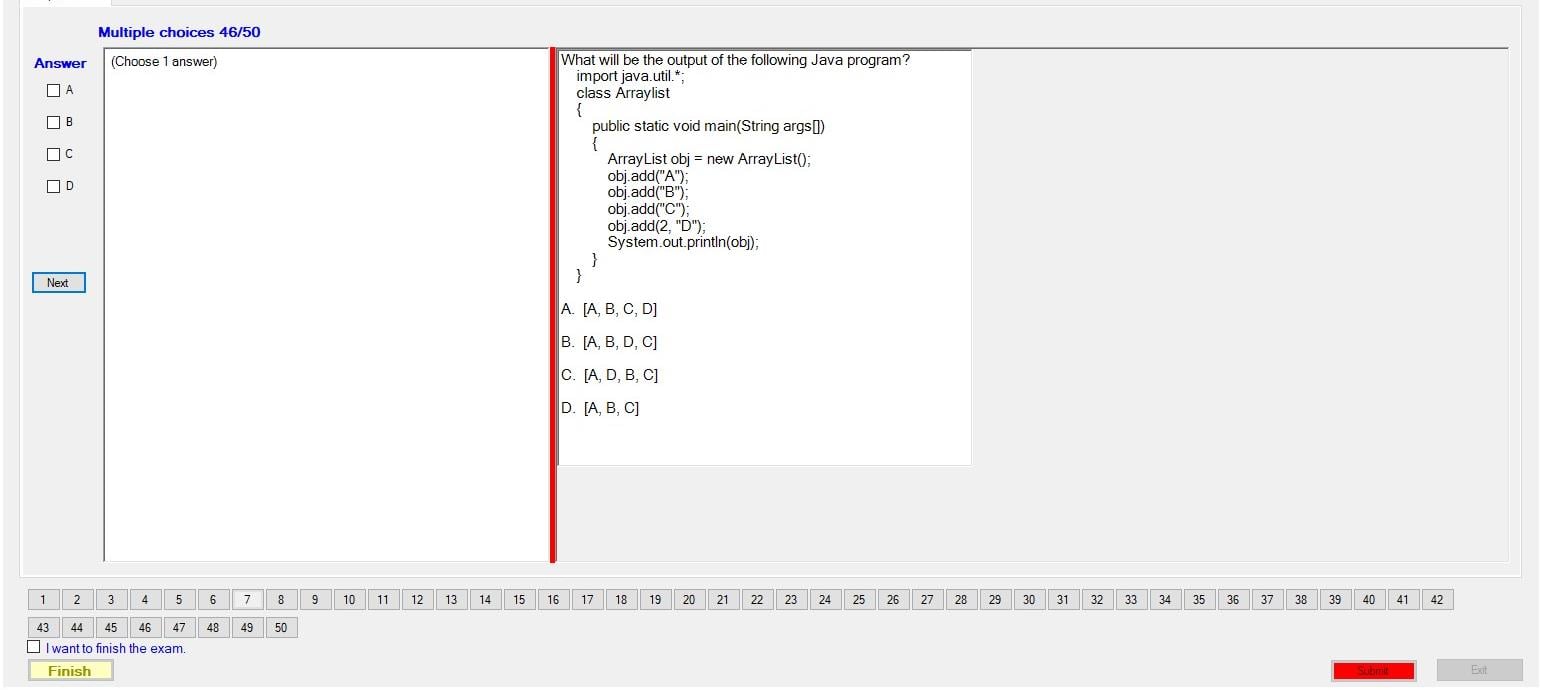 Multiple choices 46/50
Answer
A
B
C
D
Next
(Choose 1 answer)
What will be the output of the following Java program?
import java.util.*;
class Arraylist
{
public static void main(String args[])
{
ArrayList obj = new ArrayList();
obj.add("A");
obj.add("B");
obj.add("C");
obj.add(2, "D");
System.out.println(obj);
}
}
A. [A, B, C, D]
B. [A, B, D, C]
C. [A, D, B, C]
D. [A, B, C]
1 2 3 4 5 6 7 8 9 10 11 12 13 14 15 16 17 18 19 20 21 22 23 24 25 26 27 28 29 30 31 32 33 34 35 36 37 38 39 40 41 42
43 44 45 46 47 48 49 50
I want to finish the exam.
Finish
Submit
Exit